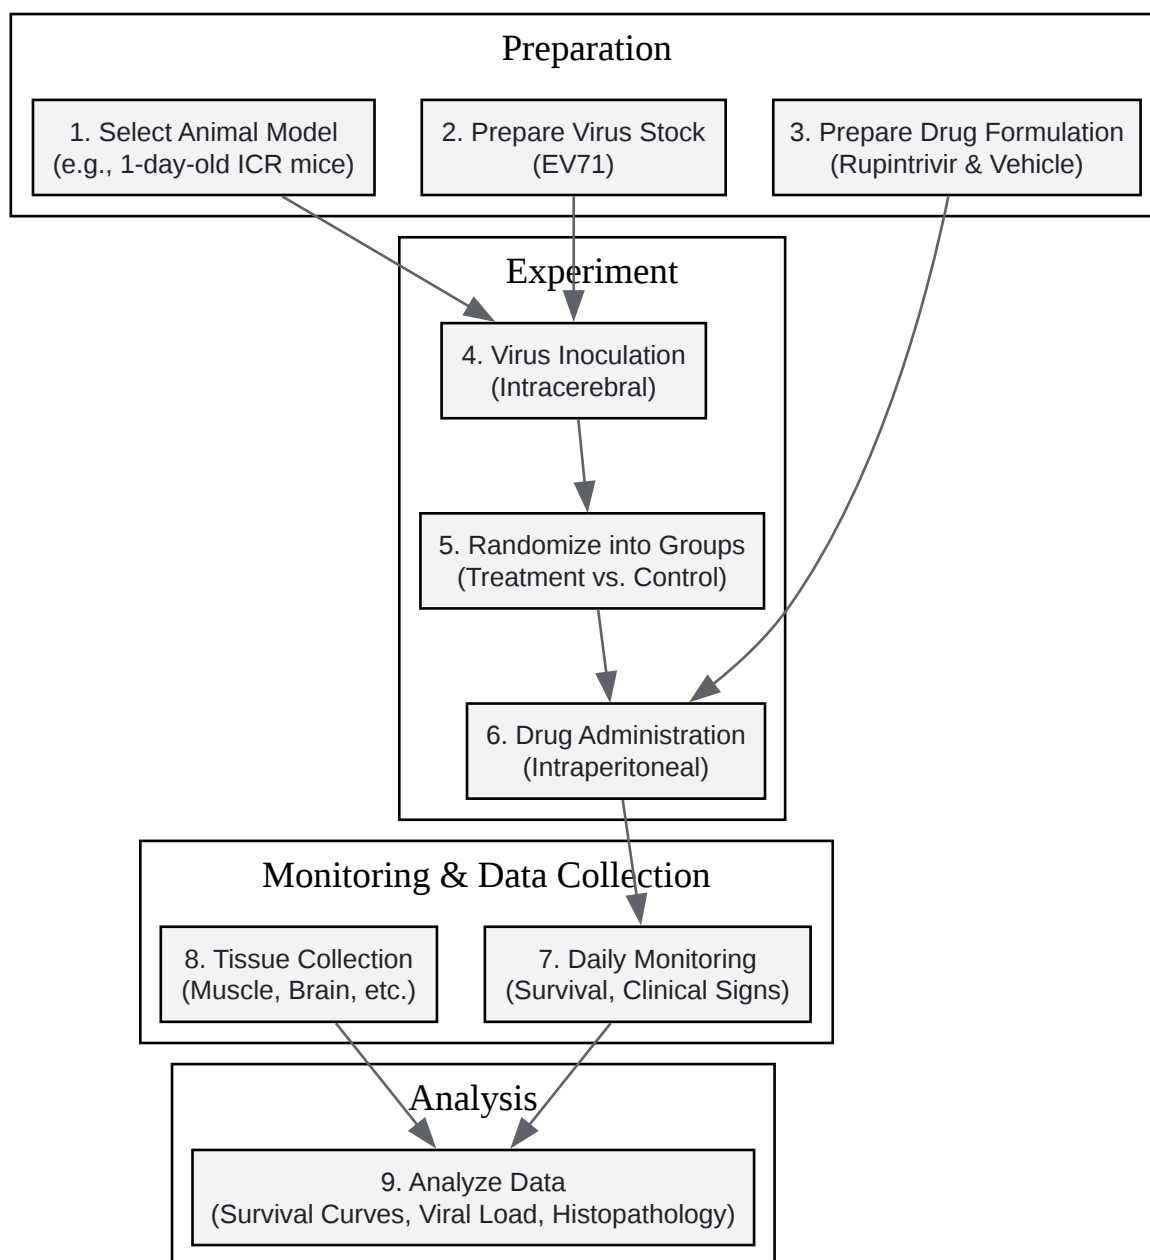 Preparation
1. Select Animal Model
(e.g., 1-day-old ICR mice)
2. Prepare Virus Stock
(EV71)
3. Prepare Drug Formulation
(Rupintrivir & Vehicle)
Experiment
4. Virus Inoculation
(Intracerebral)
5. Randomize into Groups
(Treatment vs. Control)
6. Drug Administration
(Intraperitoneal)
Monitoring & Data Collection
8. Tissue Collection
(Muscle, Brain, etc.)
7. Daily Monitoring
(Survival, Clinical Signs)
Analysis
9. Analyze Data
(Survival Curves, Viral Load, Histopathology)